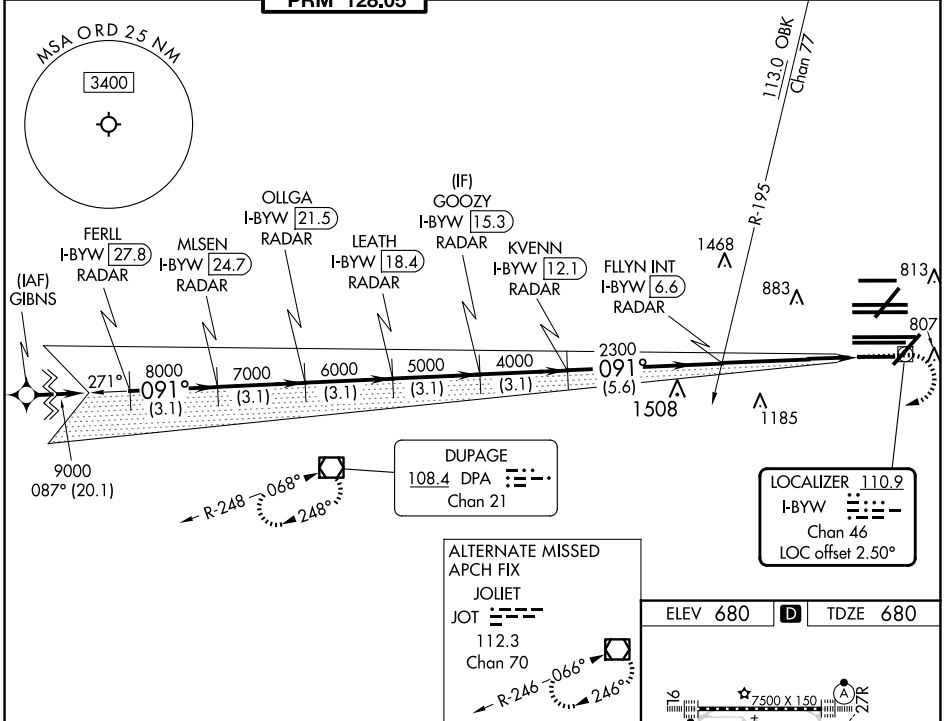 PRM 128.05
MSA ORD 25 NM
3400
113.0 OBK
Chan 77
R-195
(IAF)
GIBNS
FERLL
I-BYW 27.8
RADAR
MLSEN
I-BYW 24.7
RADAR
OLLGA
I-BYW 21.5
RADAR
LEATH
I-BYW 18.4
RADAR
(IF)
GOOZY
I-BYW 15.3
RADAR
KVENN
I-BYW 12.1
RADAR
FLLYN INT
I-BYW 6.6
RADAR
1468
883
813
807
271°
8000
091°
(3.1)
7000
(3.1)
6000
(3.1)
5000
(3.1)
4000
(3.1)
2300
091°
(5.6)
1508
1185
9000
087° (20.1)
R-248
068°
248°
DUPAGE
108.4 DPA
Chan 21
LOCALIZER 110.9
I-BYW
Chan 46
LOC offset 2.50°
ALTERNATE MISSED
APCH FIX
JOLIET
JOT
112.3
Chan 70
R-246
066°
246°
ELEV 680 D TDZE 680
9L
7500 X 150
A
27R